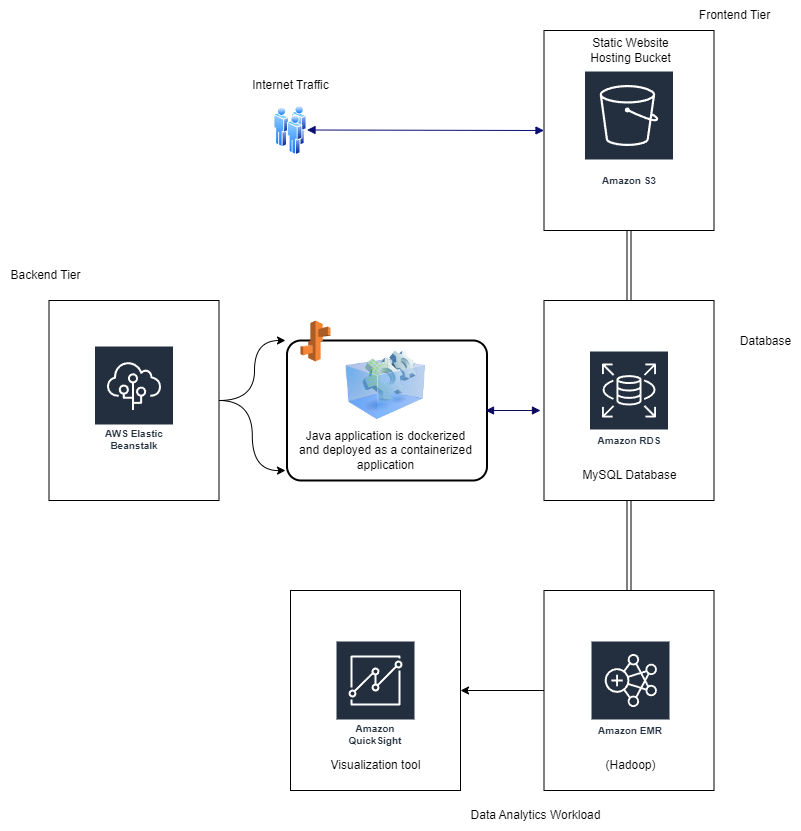 Frontend Tier
Static Website
Hosting Bucket
Internet Traffic
Amazon S3
Backend Tier
Database
AWS Elastic
Beanstalk
Java application is dockerized
and deployed as a containerized
application
Amazon RDS
MySQL Database
Amazon
QuickSight
Visualization tool
Amazon EMR
(Hadoop)
Data Analytics Workload